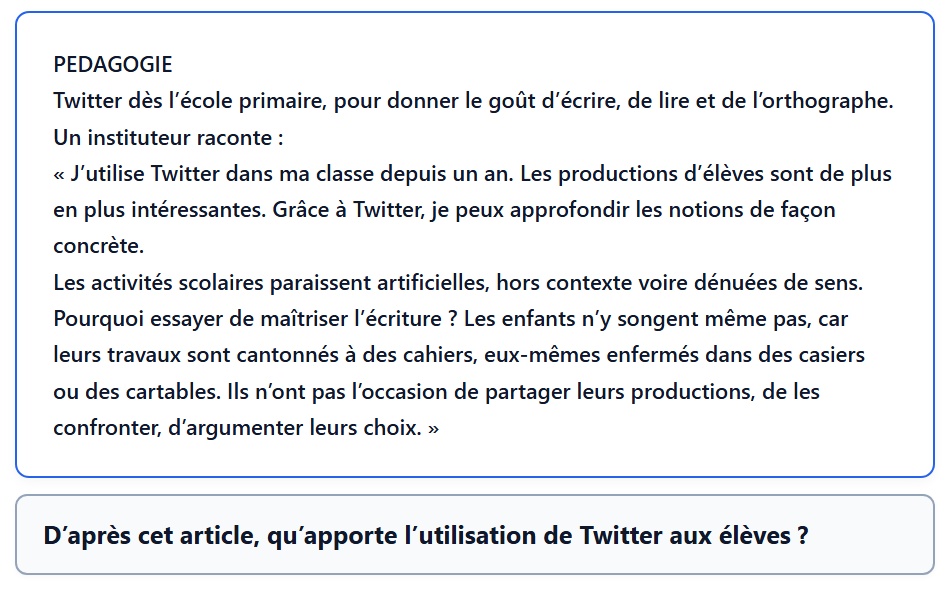 PEDAGOGIE
Twitter dès l’école primaire, pour donner le goût d’écrire, de lire et de l’orthographe.
Un instituteur raconte :
« J’utilise Twitter dans ma classe depuis un an. Les productions d’élèves sont de plus
en plus intéressantes. Grâce à Twitter, je peux approfondir les notions de façon
concrète.
Les activités scolaires paraissent artificielles, hors contexte voire dénuées de sens.
Pourquoi essayer de maîtriser l’écriture ? Les enfants n’y songent même pas, car
leurs travaux sont cantonnés à des cahiers, eux-mêmes enfermés dans des casiers
ou des cartables. Ils n’ont pas l’occasion de partager leurs productions, de les
confronter, d’argumenter leurs choix. »
D’après cet article, qu’apporte l’utilisation de Twitter aux élèves ?